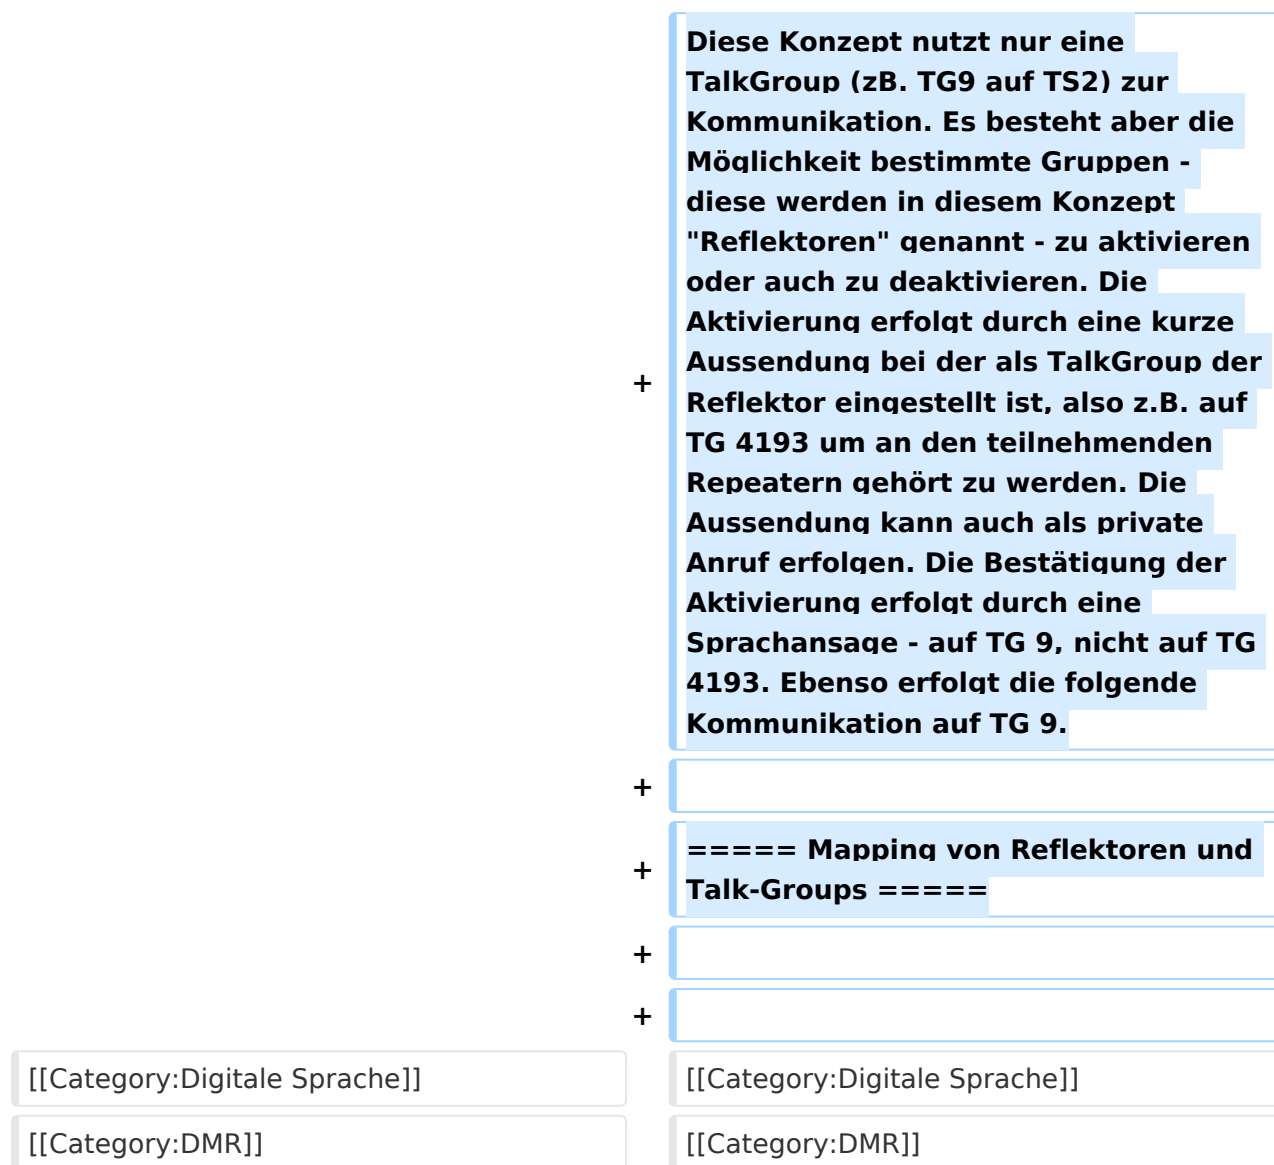 Diese Konzept nutzt nur eine
TalkGroup (zB. TG9 auf TS2) zur
Kommunikation. Es besteht aber die
Möglichkeit bestimmte Gruppen -
diese werden in diesem Konzept
"Reflektoren" genannt - zu aktivieren
oder auch zu deaktivieren. Die
Aktivierung erfolgt durch eine kurze
Aussendung bei der als TalkGroup der
+
Reflektor eingestellt ist, also z.B. auf
TG 4193 um an den teilnehmenden
Repeatern gehört zu werden. Die
Aussendung kann auch als private
Anruf erfolgen. Die Bestätigung der
Aktivierung erfolgt durch eine
Sprachansage - auf TG 9, nicht auf TG
4193. Ebenso erfolgt die folgende
Kommunikation auf TG 9.
+
===== Mapping von Reflektoren und
+
Talk-Groups =====
+
+
[[Category:Digitale Sprache]] [[Category:Digitale Sprache]]
[[Category:DMR]] [[Category:DMR]]